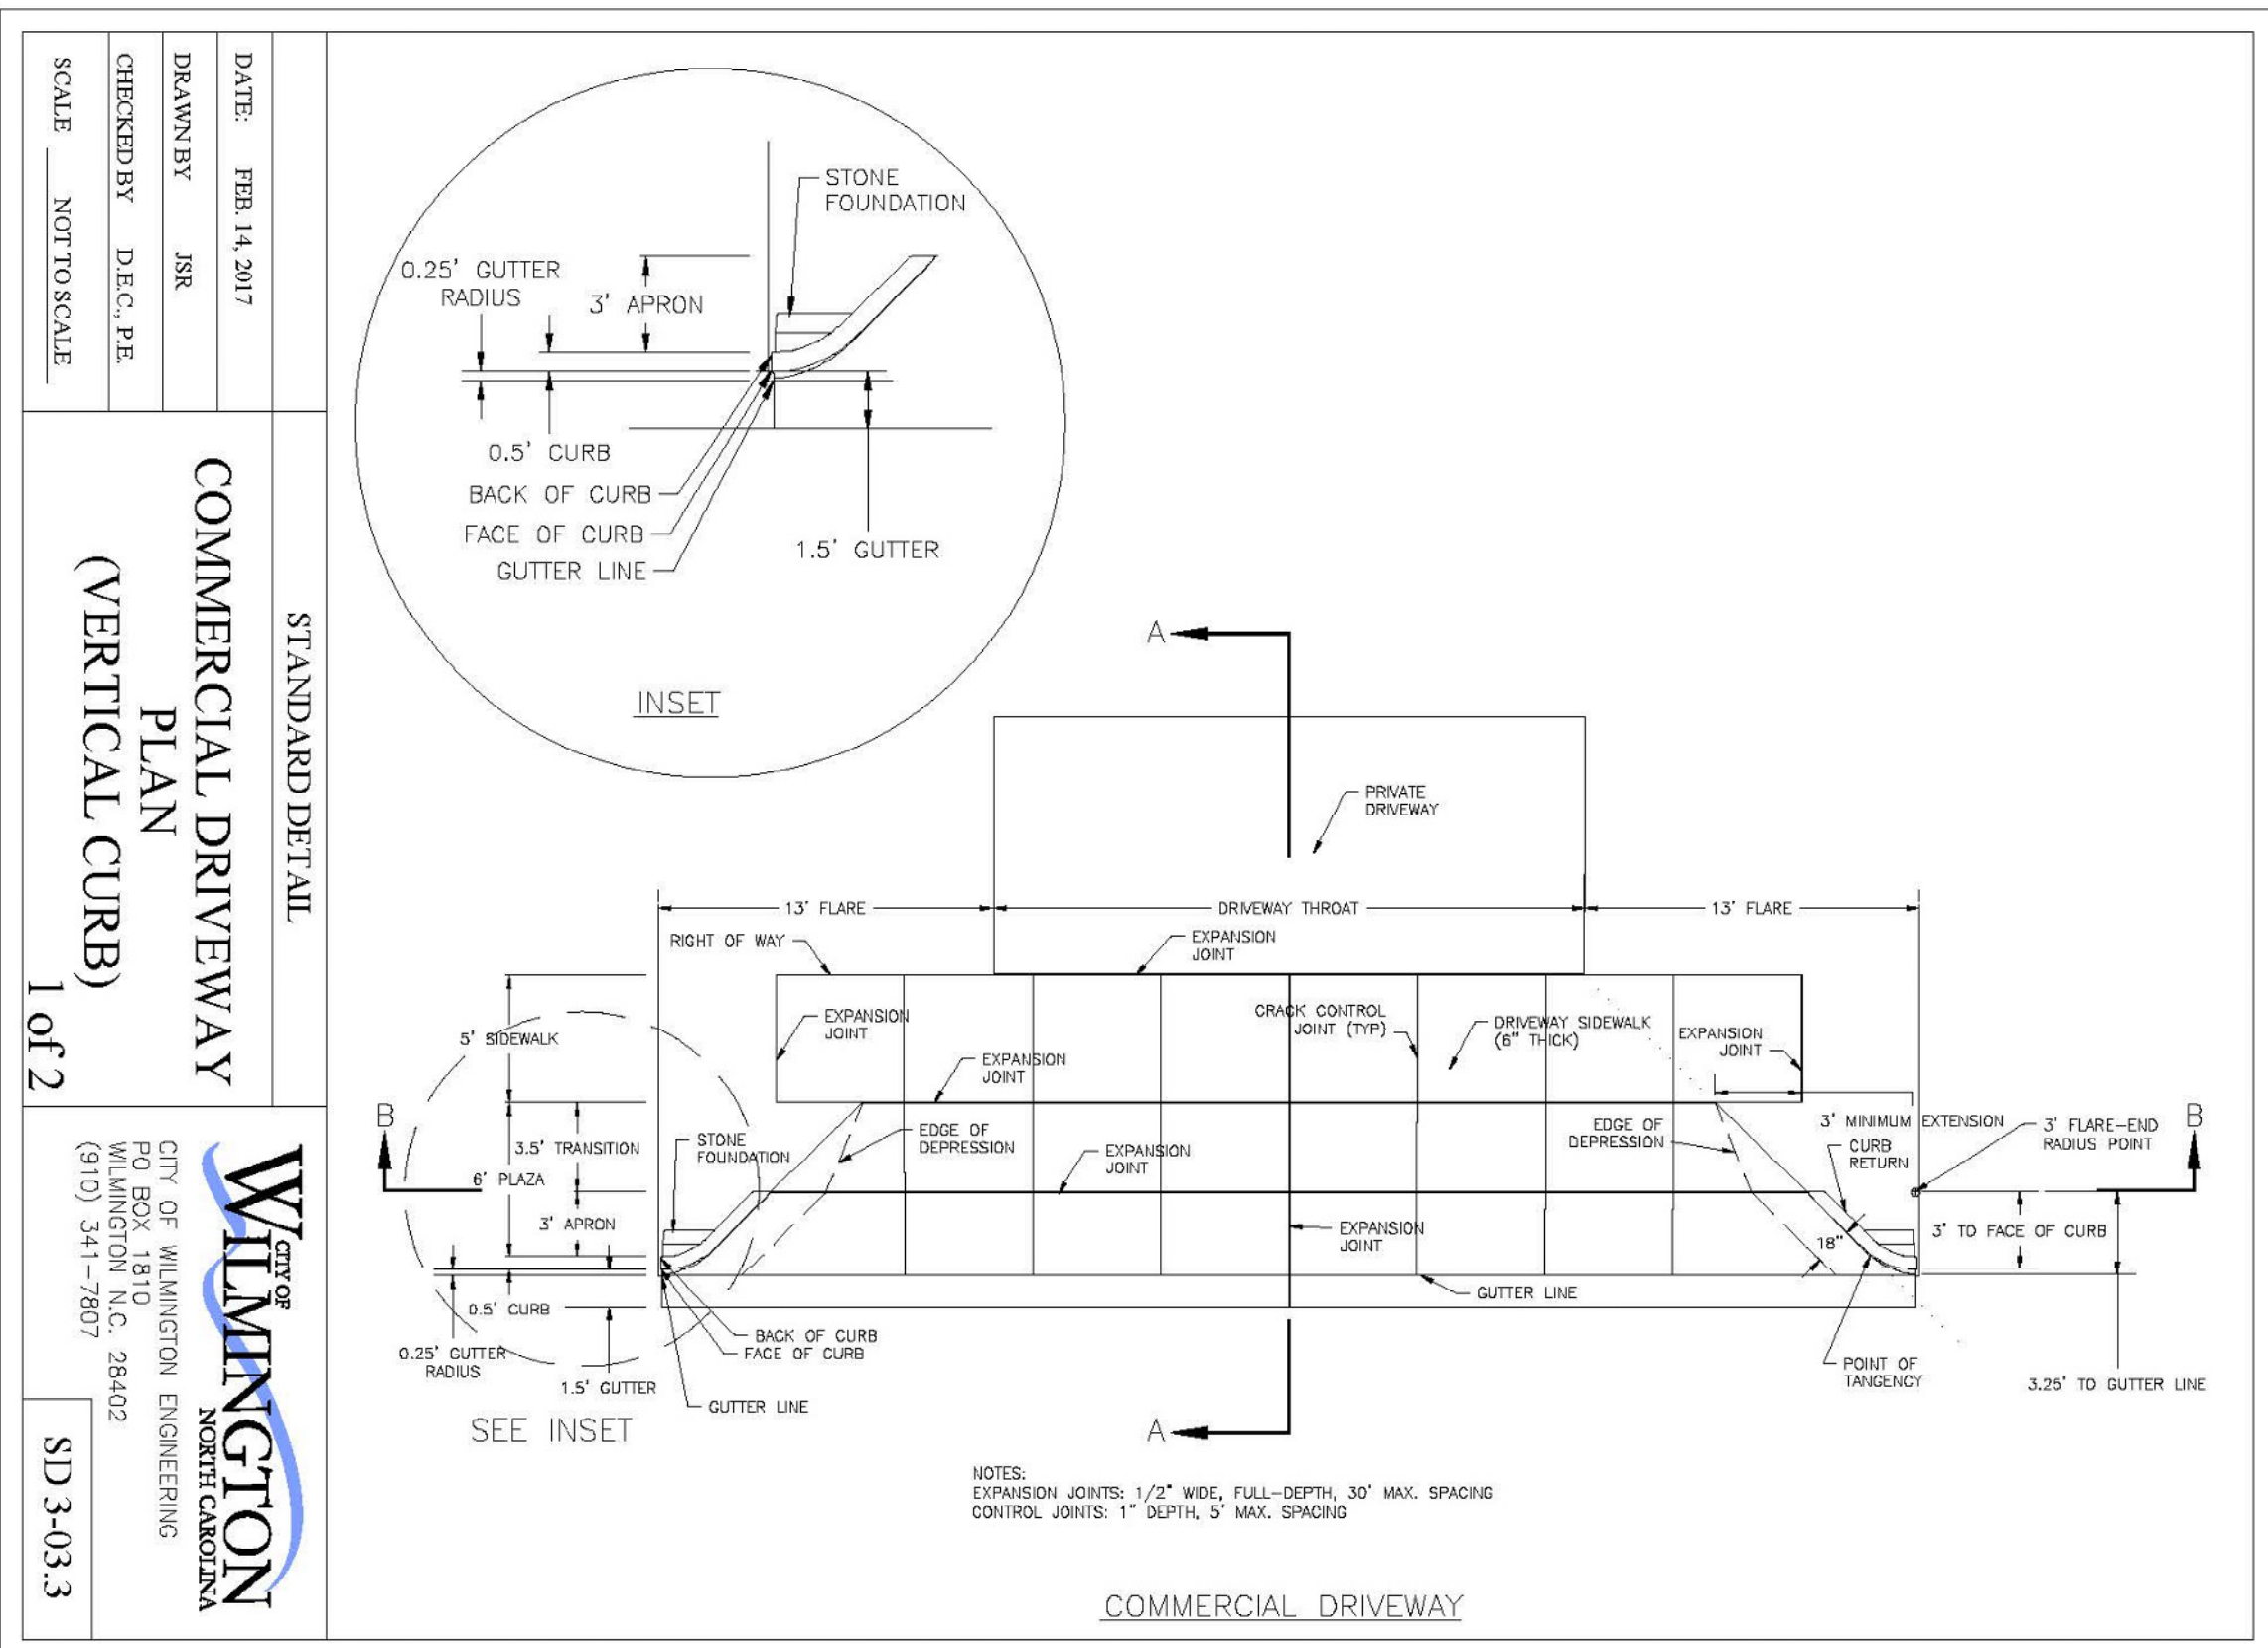 STONE
FOUNDATION
0.25' GUTTER
RADIUS
3' APRON
0.5' CURB
BACK OF CURB
FACE OF CURB
GUTTER LINE
1.5' GUTTER
INSET
A
PRIVATE
DRIVEWAY
13' FLARE
DRIVEWAY THROAT
13' FLARE
RIGHT OF WAY
EXPANSION
JOINT
EXPANSION
JOINT
CRACK CONTROL
JOINT (TYP)
DRIVEWAY SIDEWALK
(6" THICK)
EXPANSION
JOINT
5' SIDEWALK
EXPANSION
JOINT
B
3.5' TRANSITION
6' PLAZA
STONE
FOUNDATION
EDGE OF
DEPRESSION
EXPANSION
JOINT
EDGE OF
DEPRESSION
3' MINIMUM EXTENSION
CURB
RETURN
3' FLARE-END
RADIUS POINT
B
3' APRON
EXPANSION
JOINT
18"
3' TO FACE OF CURB
0.5' CURB
GUTTER LINE
0.25' GUTTER
RADIUS
BACK OF CURB
FACE OF CURB
1.5' GUTTER
GUTTER LINE
POINT OF
TANGENCY
3.25' TO GUTTER LINE
SEE INSET
A
NOTES:
EXPANSION JOINTS: 1/2" WIDE, FULL-DEPTH, 30' MAX. SPACING
CONTROL JOINTS: 1" DEPTH, 5' MAX. SPACING
COMMERCIAL DRIVEWAY
DATE: FEB. 14, 2017
DRAWN BY JSR
CHECKED BY D.E.C., P.E.
SCALE NOT TO SCALE
STANDARD DETAIL
COMMERCIAL DRIVEWAY
PLAN
(VERTICAL CURB)
1 of 2
CITY OF
WILMINGTON
NORTH CAROLINA
CITY OF WILMINGTON ENGINEERING
PO BOX 1810
WILMINGTON N.C. 28402
(910) 341-7807
SD 3-03.3